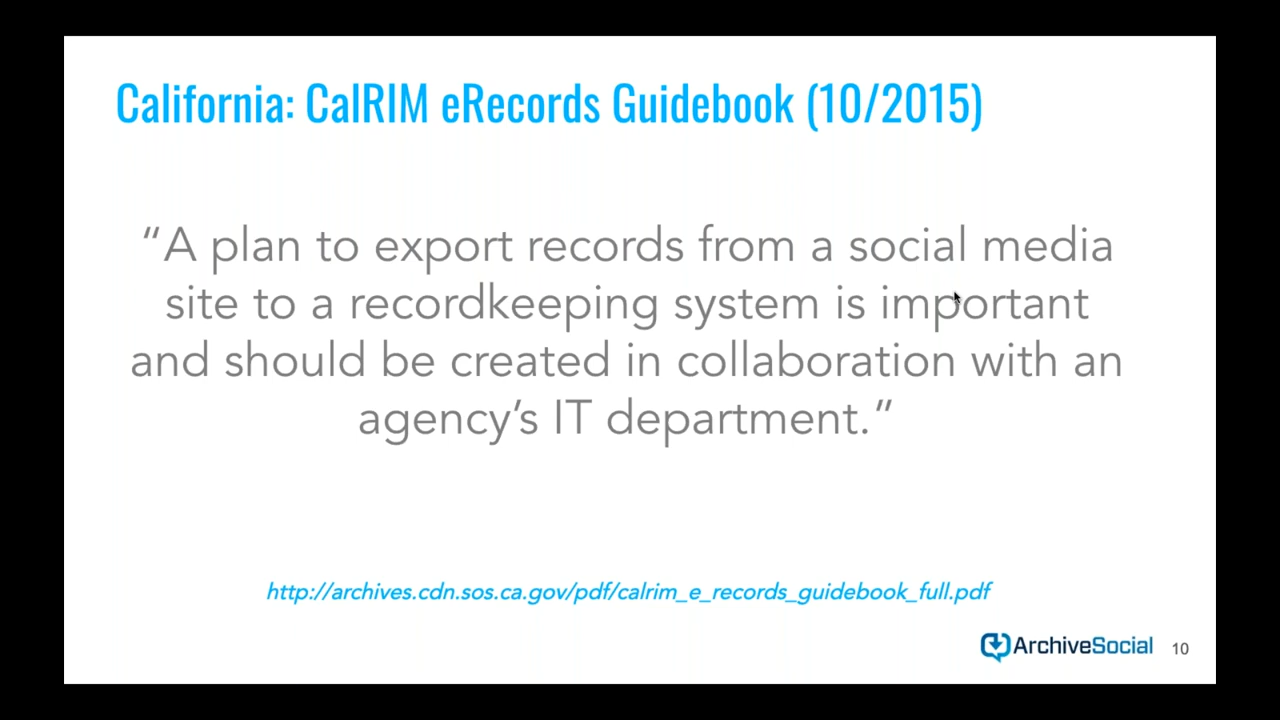 California: CalRIM eRecords Guidebook (10/2015)
“A plan to export records from a social media
site to a recordkeeping system is important
and should be created in collaboration with an
agency’s IT department.”
http://archives.cdn.sos.ca.gov/pdf/calrim_e_records_guidebook_full.pdf
ArchiveSocial 10